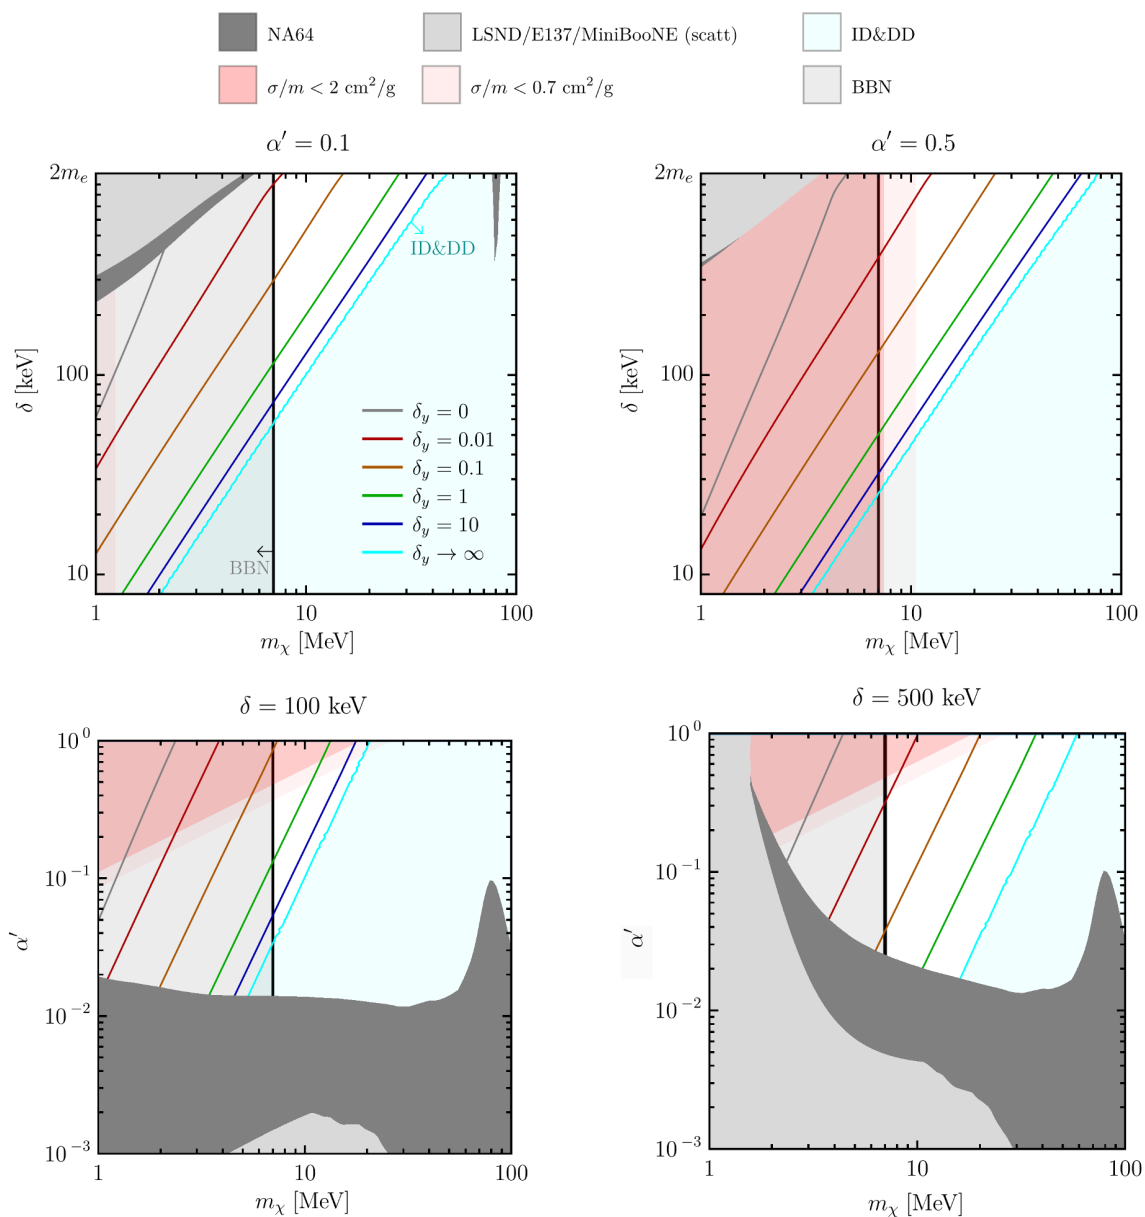 NA64 LSND/E137/MiniBooNE (scatt) ID&DD
σ/m < 2 cm²/g σ/m < 0.7 cm²/g BBN
α′ = 0.1
2mₑ
100
10
δ [keV]
ID&DD
BBN
δ_y = 0
δ_y = 0.01
δ_y = 0.1
δ_y = 1
δ_y = 10
δ_y → ∞
1 10 100
m_χ [MeV]
α′ = 0.5
2mₑ
100
10
δ [keV]
1 10 100
m_χ [MeV]
δ = 100 keV
10⁰
10⁻¹
10⁻²
10⁻³
α′
1 10 100
m_χ [MeV]
δ = 500 keV
10⁰
10⁻¹
10⁻²
10⁻³
α′
1 10 100
m_χ [MeV]